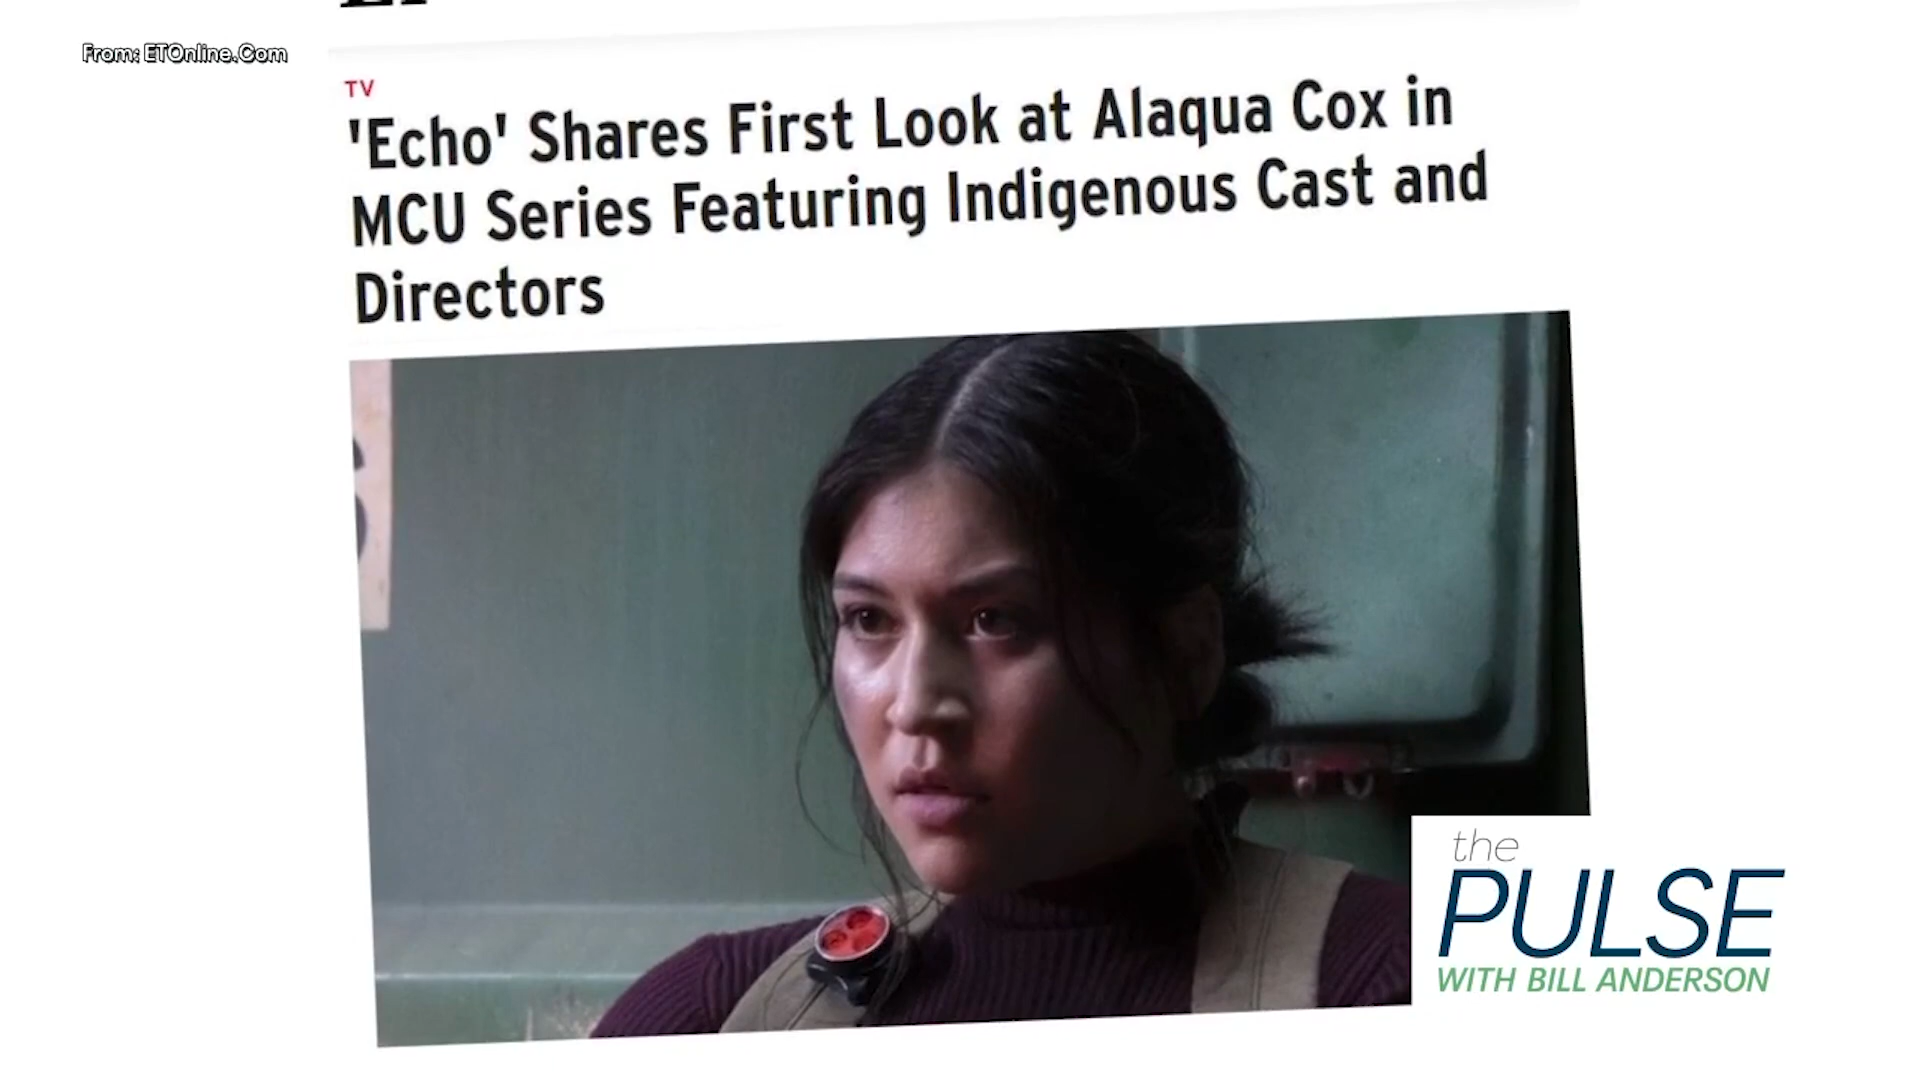 From: ETOnline.Com
TV
'Echo' Shares First Look at Alaqua Cox in
MCU Series Featuring Indigenous Cast and
Directors
the
PULSE
WITH BILL ANDERSON